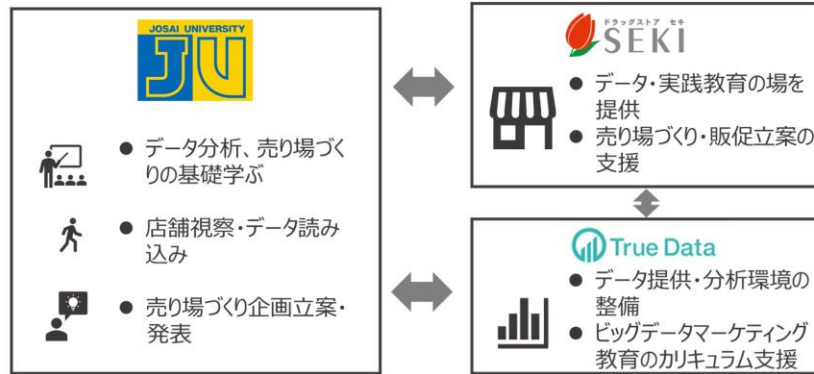 JOSAI UNIVERSITY
JU
● データ分析、売り場づく
りの基礎学ぶ
● 店舗視察・データ読み
込み
● 売り場づくり企画立案・
発表
ドラッグストア セキ
SEKI
● データ・実践教育の場を
提供
● 売り場づくり・販促立案の
支援
True Data
● データ提供・分析環境の
整備
● ビッグデータマーケティング
教育のカリキュラム支援